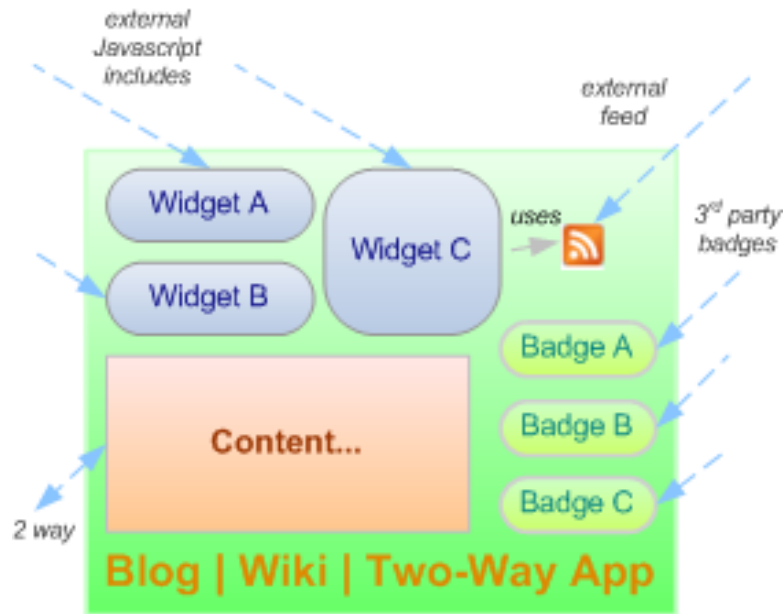 external
Javascript
includes
external
feed
Widget A
Widget C
uses
3rd party
badges
Widget B
Badge A
Content...
Badge B
Badge C
2 way
Blog | Wiki | Two-Way App